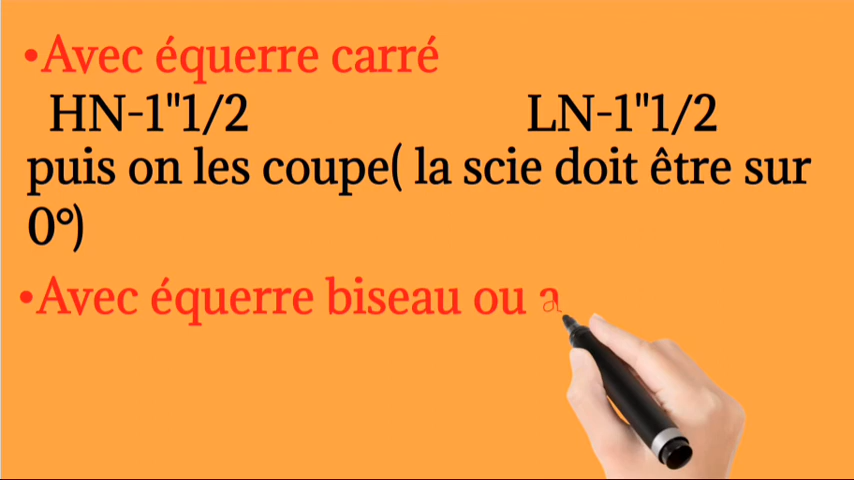 •Avec équerre carré
HN-1"1/2 LN-1"1/2
puis on les coupe( la scie doit être sur
0°)
•Avec équerre biseau ou a